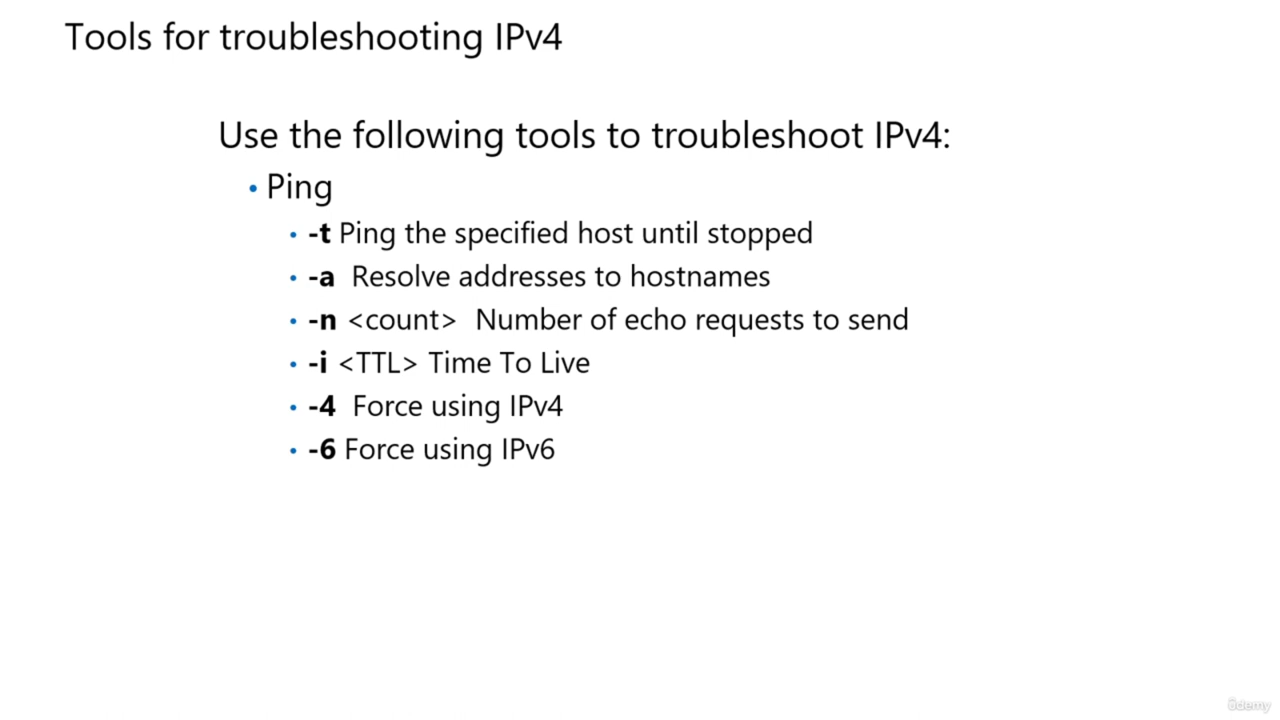 Tools for troubleshooting IPv4
Use the following tools to troubleshoot IPv4:
• Ping
• -t Ping the specified host until stopped
• -a Resolve addresses to hostnames
• -n <count> Number of echo requests to send
• -i <TTL> Time To Live
• -4 Force using IPv4
• -6 Force using IPv6
ûdemy